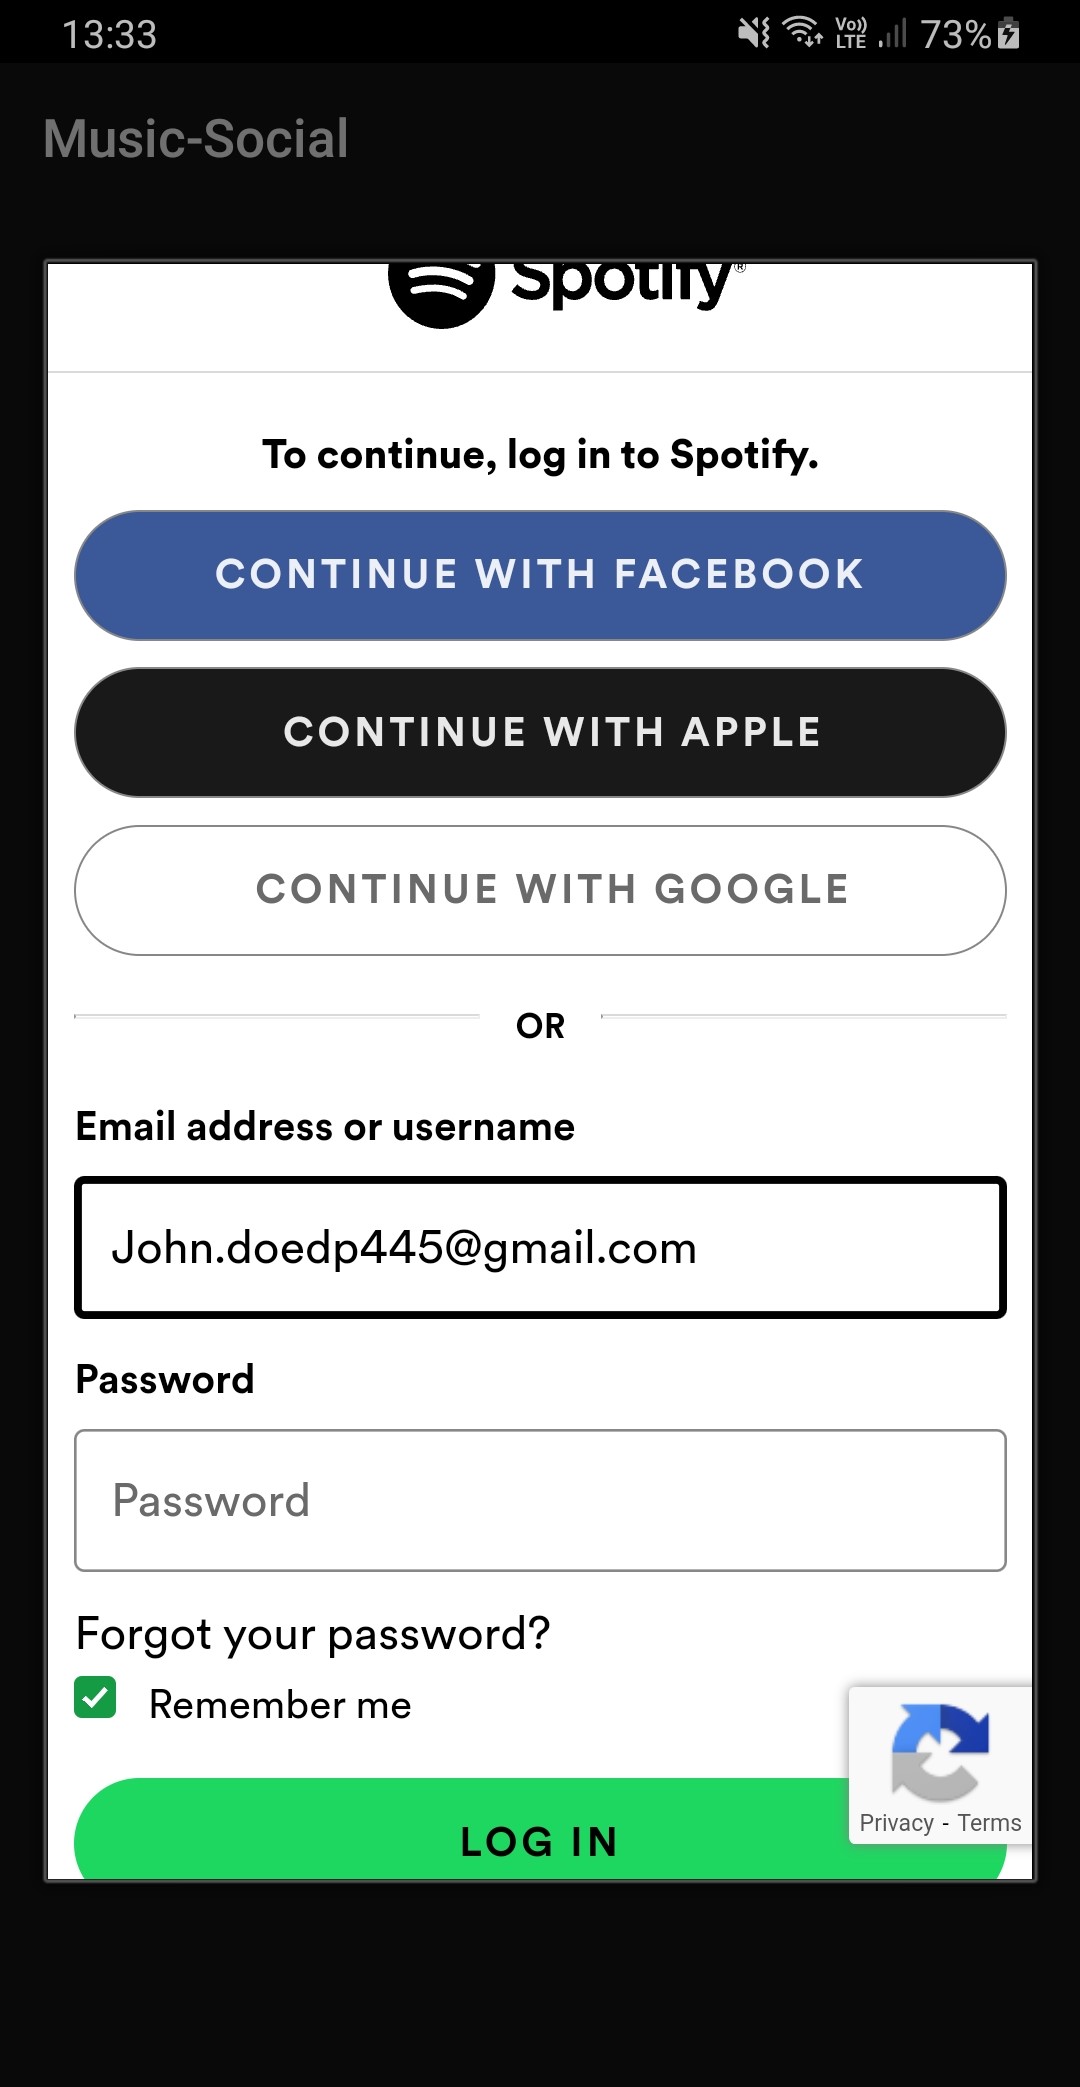 13:33
Vo)) LTE 73%
Music-Social
Spotify®
To continue, log in to Spotify.
CONTINUE WITH FACEBOOK
CONTINUE WITH APPLE
CONTINUE WITH GOOGLE
OR
Email address or username
John.doedp445@gmail.com
Password
Password
Forgot your password?
Remember me
Privacy - Terms
LOG IN